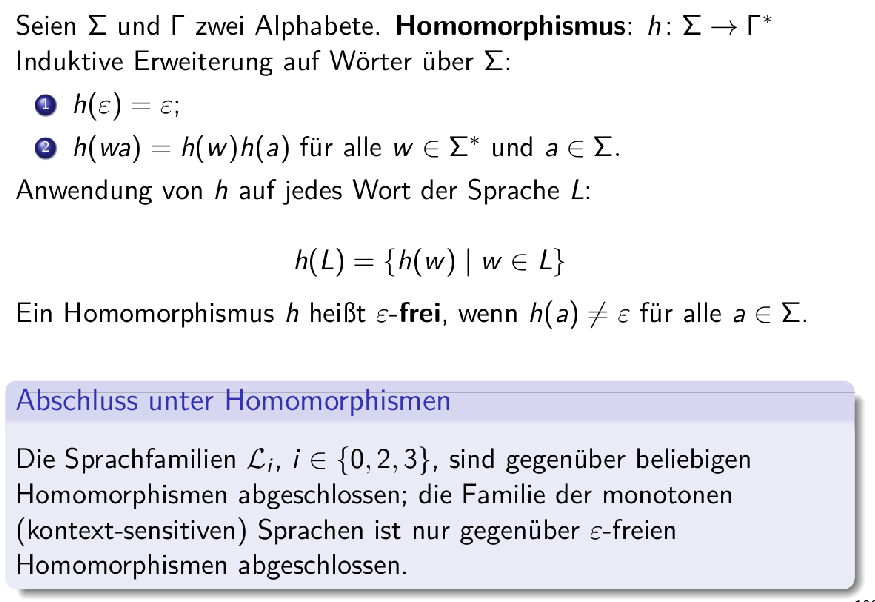 Seien Σ und Γ zwei Alphabete. Homomorphismus: h: Σ → Γ*
Induktive Erweiterung auf Wörter über Σ:
1 h(ε) = ε;
2 h(wa) = h(w)h(a) für alle w ∈ Σ* und a ∈ Σ.
Anwendung von h auf jedes Wort der Sprache L:
h(L) = {h(w) | w ∈ L}
Ein Homomorphismus h heißt ε-frei, wenn h(a) ≠ ε für alle a ∈ Σ.
Abschluss unter Homomorphismen
Die Sprachfamilien ℒᵢ, i ∈ {0, 2, 3}, sind gegenüber beliebigen
Homomorphismen abgeschlossen; die Familie der monotonen
(kontext-sensitiven) Sprachen ist nur gegenüber ε-freien
Homomorphismen abgeschlossen.